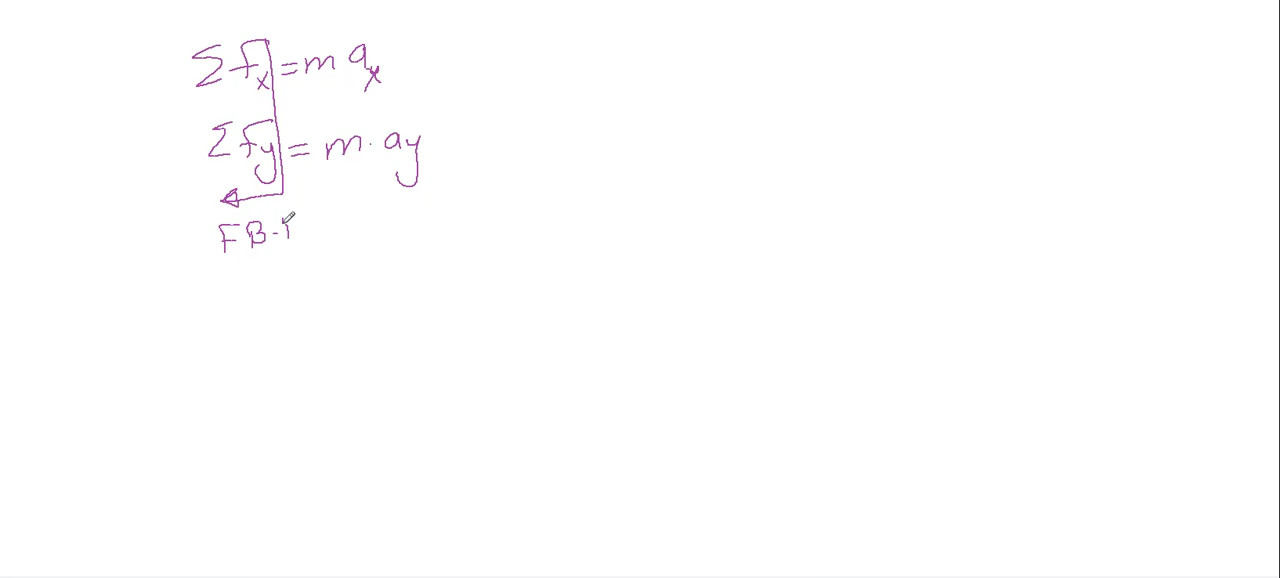 Σfx = m ax
Σfy = m · ay
FB-